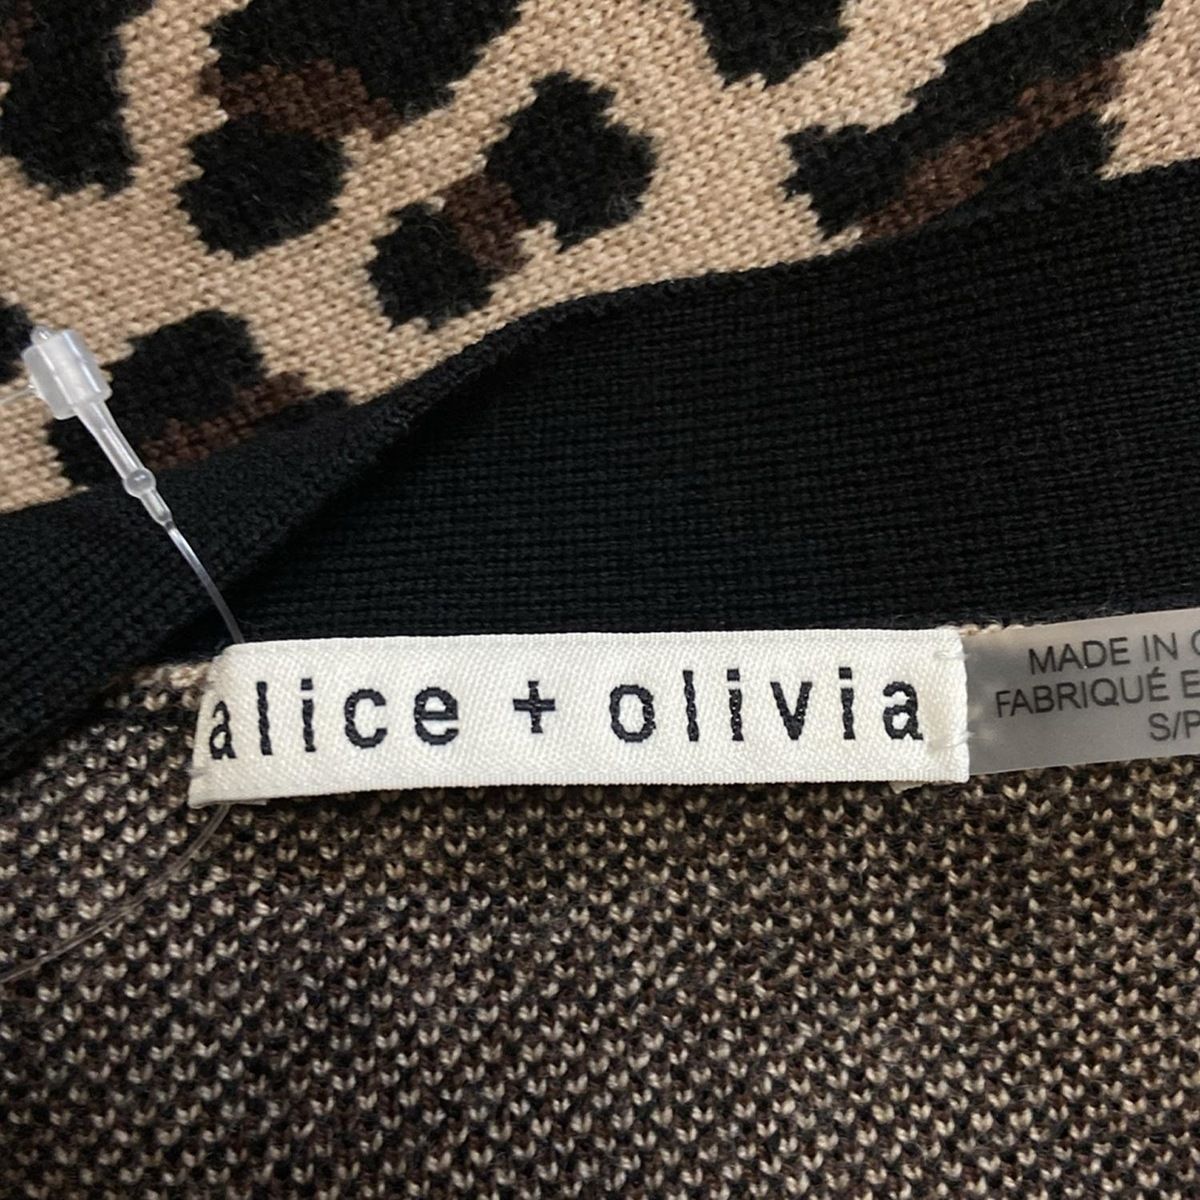 alice + olivia
MADE IN
FABRIQUÉ
S/P